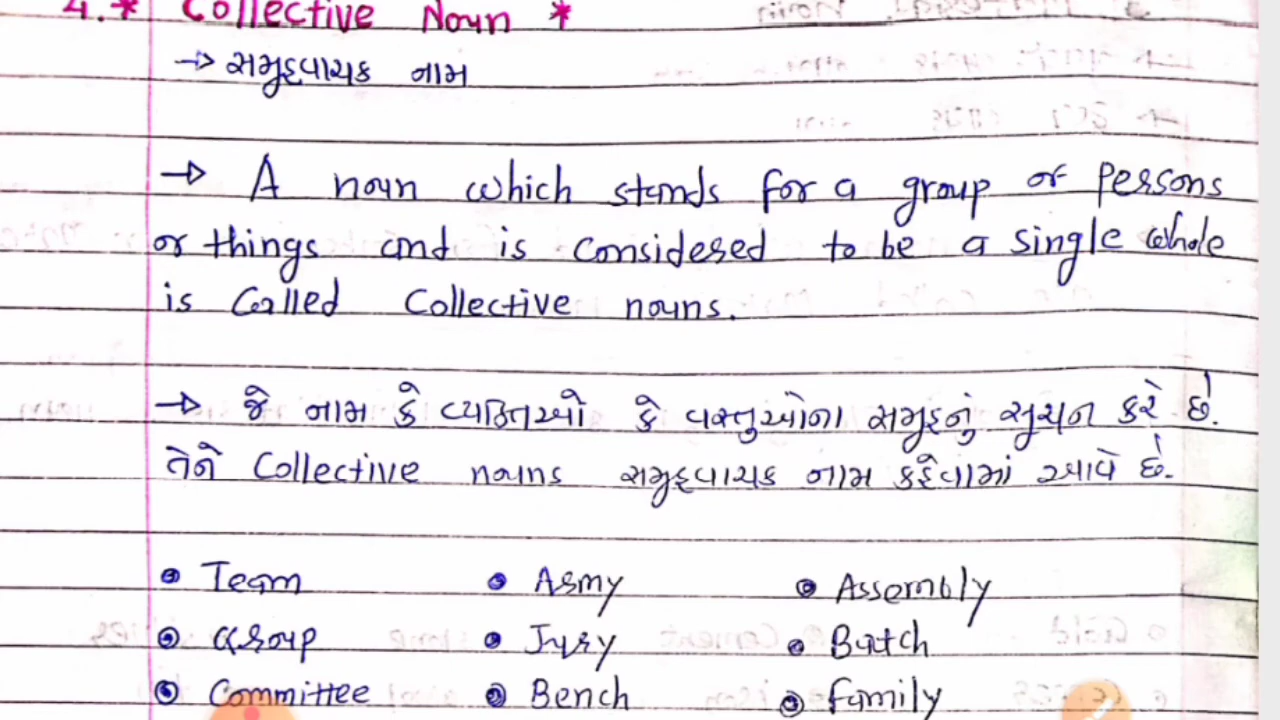 4.* Collective Noun *
→ સમુહવાચક નામ
→ A noun which stands for a group of persons
or things and is considered to be a single whole
is called Collective nouns.
→ જે નામ કે વ્યક્તિઓ કે વસ્તુઓના સમુહનું સુચન કરે છે.
તેને Collective nouns સમુહવાચક નામ કહેવામાં આવે છે.
• Team • Army • Assembly
• Group • Jury • Batch
• Committee • Bench • family